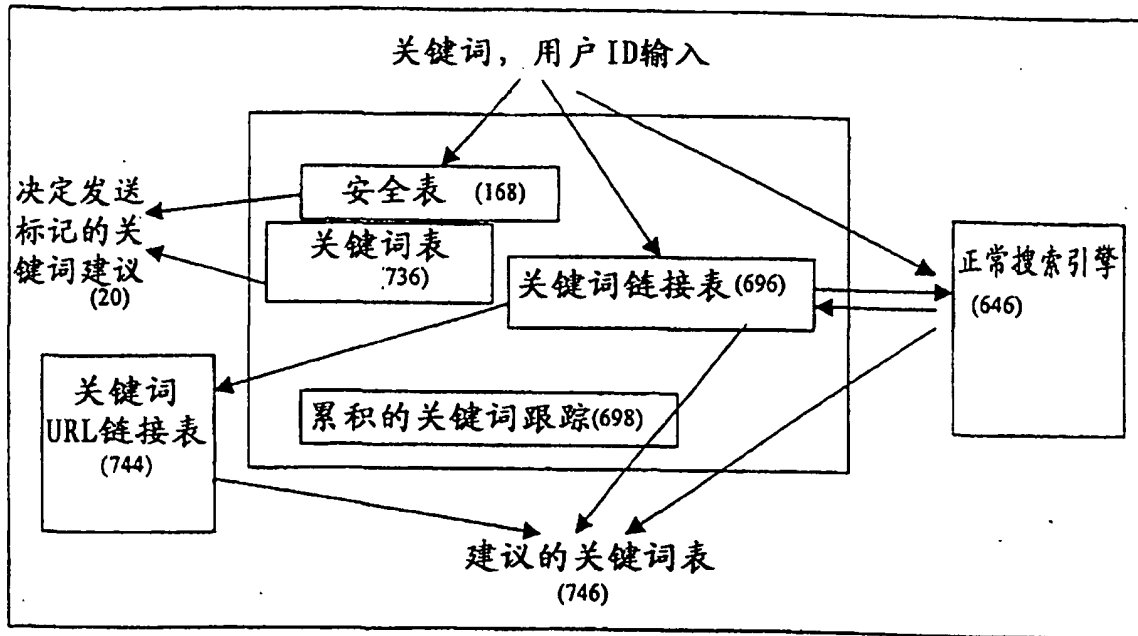 关键词, 用户ID输入
安全表 (168)
决定发送
标记的关
键词建议
(20)
关键词表
(736)
关键词链接表(696)
正常搜索引擎
(646)
关键词
URL链接表
(744)
累积的关键词跟踪(698)
建议的关键词表
(746)